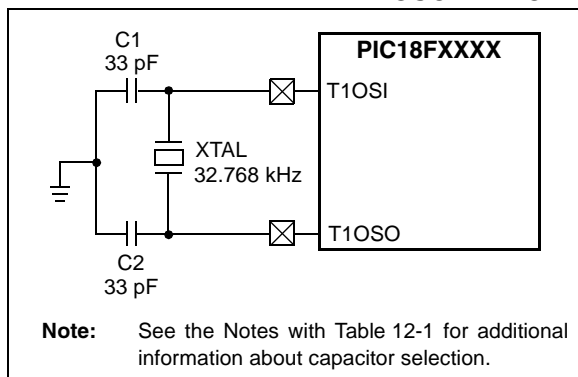 C1
33 pF
PIC18FXXXX
T1OSI
XTAL
32.768 kHz
T1OSO
C2
33 pF
Note: See the Notes with Table 12-1 for additional
information about capacitor selection.